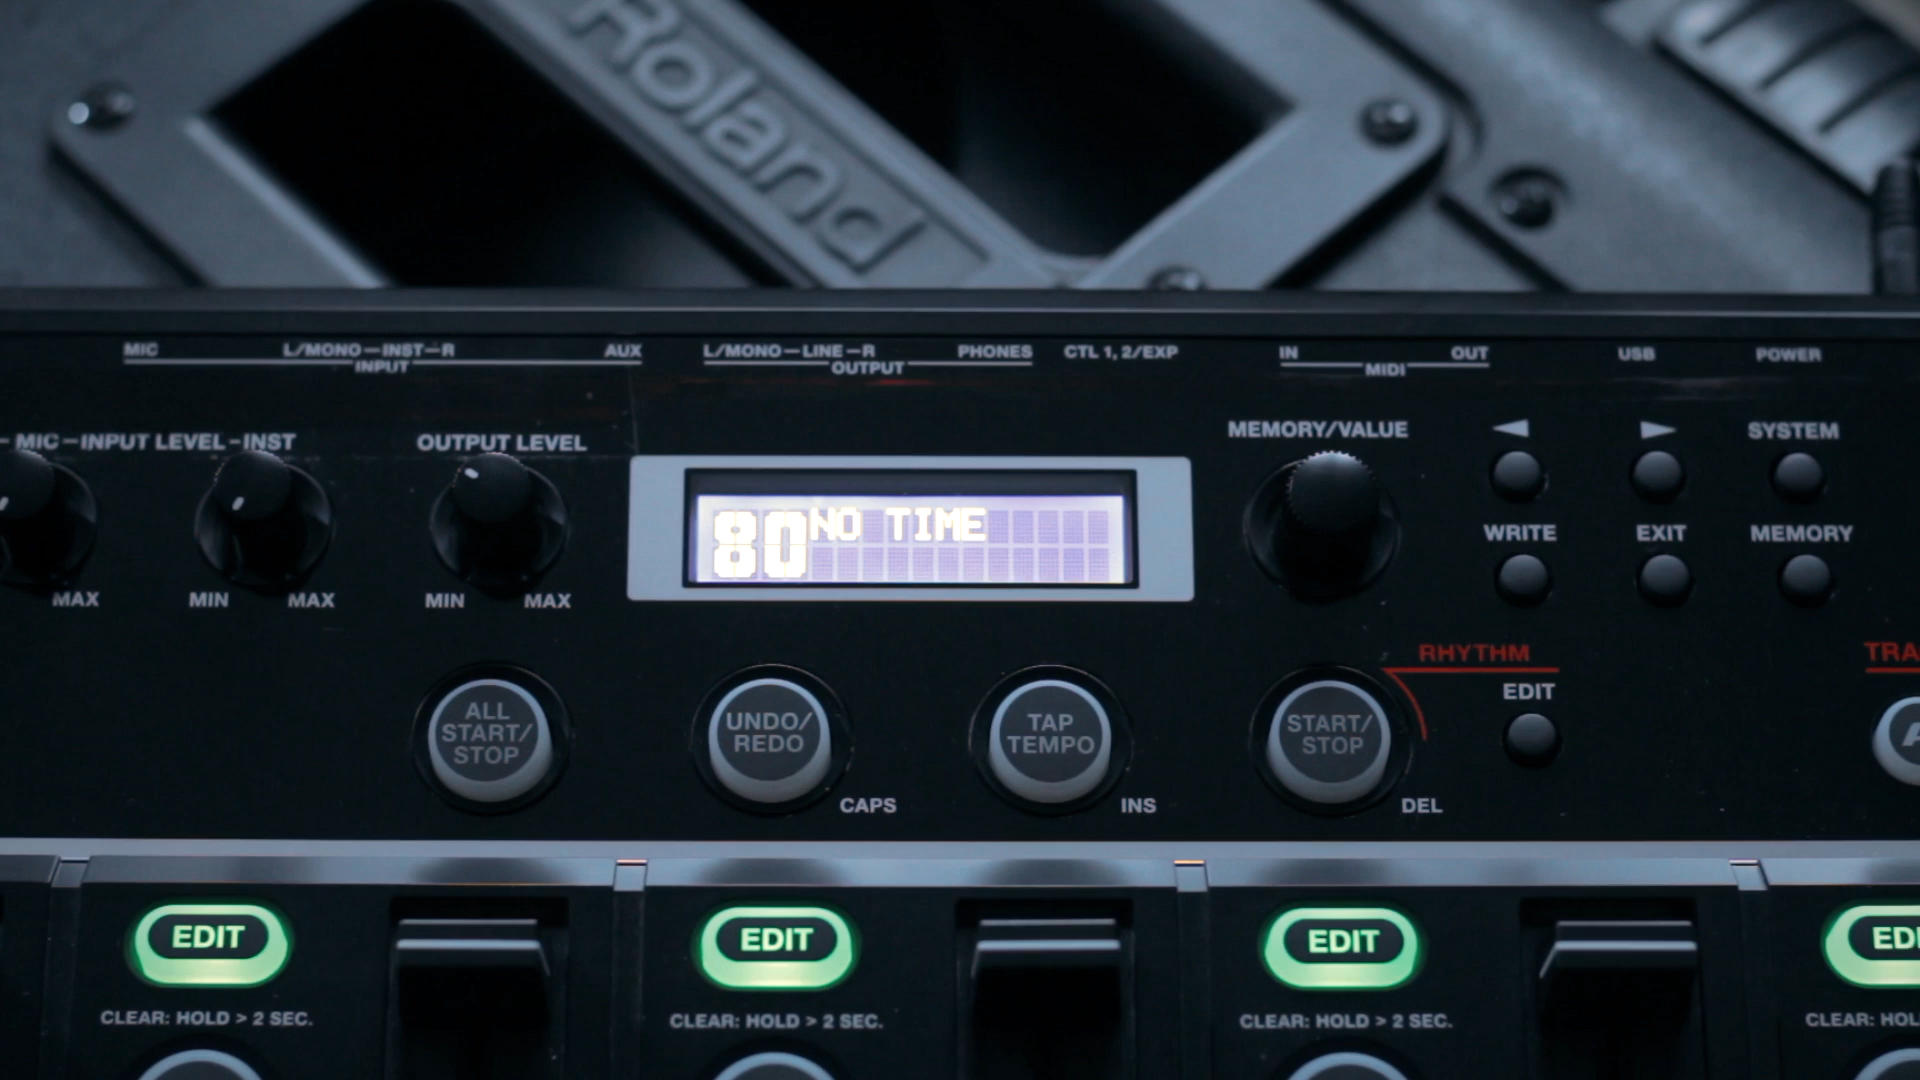 Roland
MIC L/MONO—INST—R AUX
INPUT
L/MONO—LINE—R PHONES
OUTPUT
CTL 1, 2/EXP
IN OUT
MIDI
USB
POWER
MIC—INPUT LEVEL—INST
OUTPUT LEVEL
MEMORY/VALUE
SYSTEM
80 NO TIME
WRITE
EXIT
MEMORY
MAX
MIN MAX
MIN MAX
RHYTHM
EDIT
ALL
START/
STOP
UNDO/
REDO
CAPS
TAP
TEMPO
INS
START/
STOP
DEL
EDIT
EDIT
EDIT
CLEAR: HOLD > 2 SEC.
CLEAR: HOLD > 2 SEC.
CLEAR: HOLD > 2 SEC.